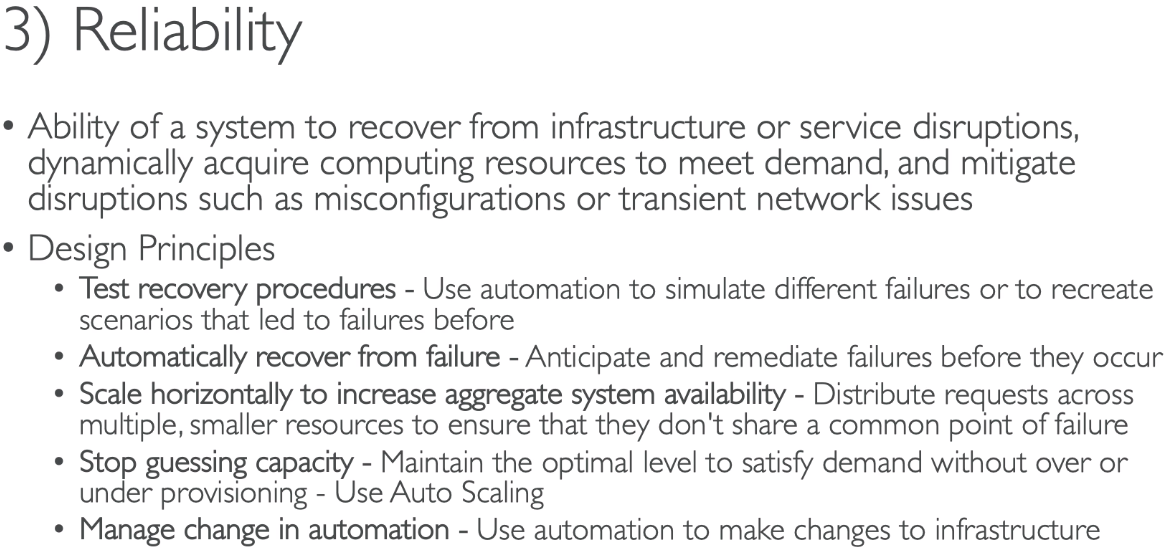 3) Reliability
• Ability of a system to recover from infrastructure or service disruptions,
dynamically acquire computing resources to meet demand, and mitigate
disruptions such as misconfigurations or transient network issues
• Design Principles
• Test recovery procedures - Use automation to simulate different failures or to recreate
scenarios that led to failures before
• Automatically recover from failure - Anticipate and remediate failures before they occur
• Scale horizontally to increase aggregate system availability - Distribute requests across
multiple, smaller resources to ensure that they don't share a common point of failure
• Stop guessing capacity - Maintain the optimal level to satisfy demand without over or
under provisioning - Use Auto Scaling
• Manage change in automation - Use automation to make changes to infrastructure